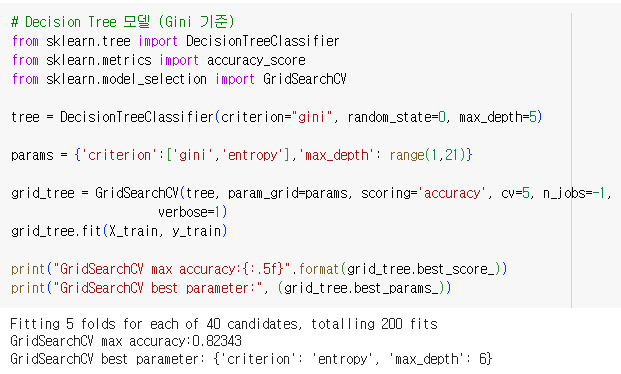 # Decision Tree 모델 (Gini 기준)
from sklearn.tree import DecisionTreeClassifier
from sklearn.metrics import accuracy_score
from sklearn.model_selection import GridSearchCV
tree = DecisionTreeClassifier(criterion="gini", random_state=0, max_depth=5)
params = {'criterion':['gini','entropy'],'max_depth': range(1,21)}
grid_tree = GridSearchCV(tree, param_grid=params, scoring='accuracy', cv=5, n_jobs=-1,
verbose=1)
grid_tree.fit(X_train, y_train)
print("GridSearchCV max accuracy:{:.5f}".format(grid_tree.best_score_))
print("GridSearchCV best parameter:", (grid_tree.best_params_))
Fitting 5 folds for each of 40 candidates, totalling 200 fits
GridSearchCV max accuracy:0.82343
GridSearchCV best parameter: {'criterion': 'entropy', 'max_depth': 6}